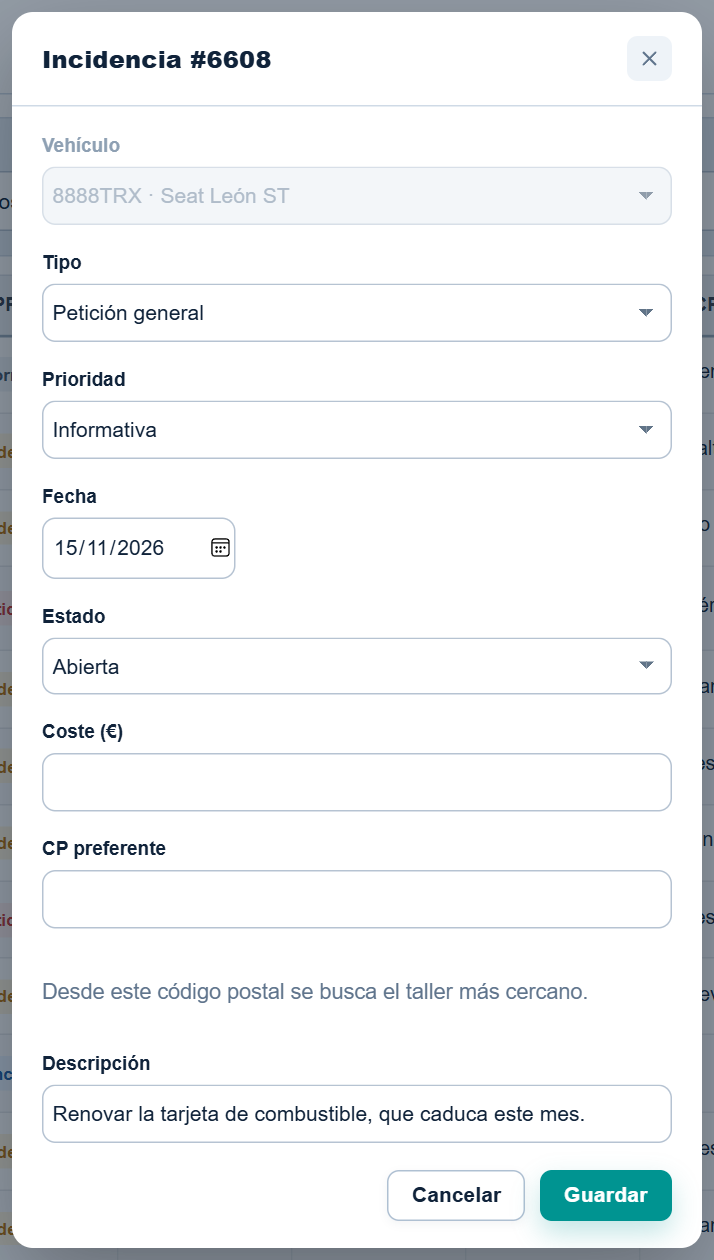 Incidencia #6608
Vehículo
8888TRX · Seat León ST
Tipo
Petición general
Prioridad
Informativa
Fecha
15/11/2026
Estado
Abierta
Coste (€)
CP preferente
Desde este código postal se busca el taller más cercano.
Descripción
Renovar la tarjeta de combustible, que caduca este mes.
Cancelar
Guardar